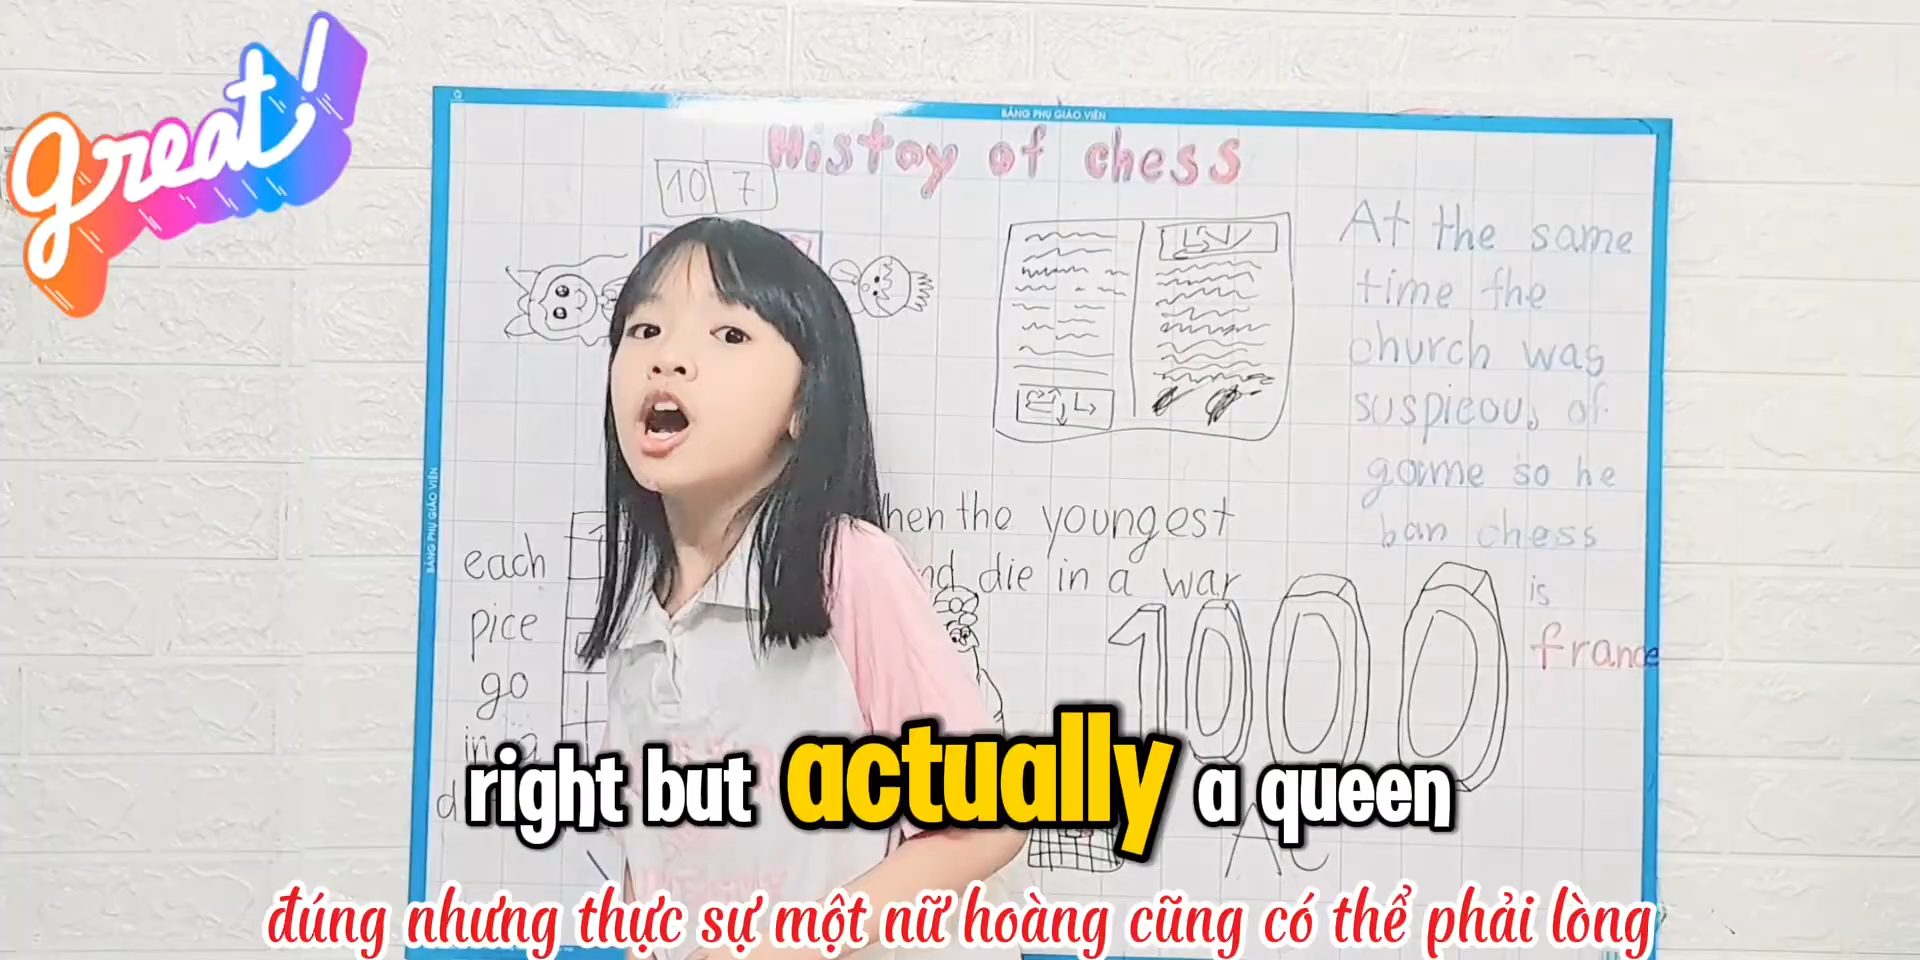 great!
BẢNG PHỤ GIÁO VIÊN
Histoy of chess
10 7
At the same
time the
church was
suspicous of
game so he
ban chess
is
france
BẢNG PHỤ GIÁO VIÊN
each
pice
go
in a
the youngest
die in a war
1000
right but actually a queen
đúng nhưng thực sự một nữ hoàng cũng có thể phải lòng